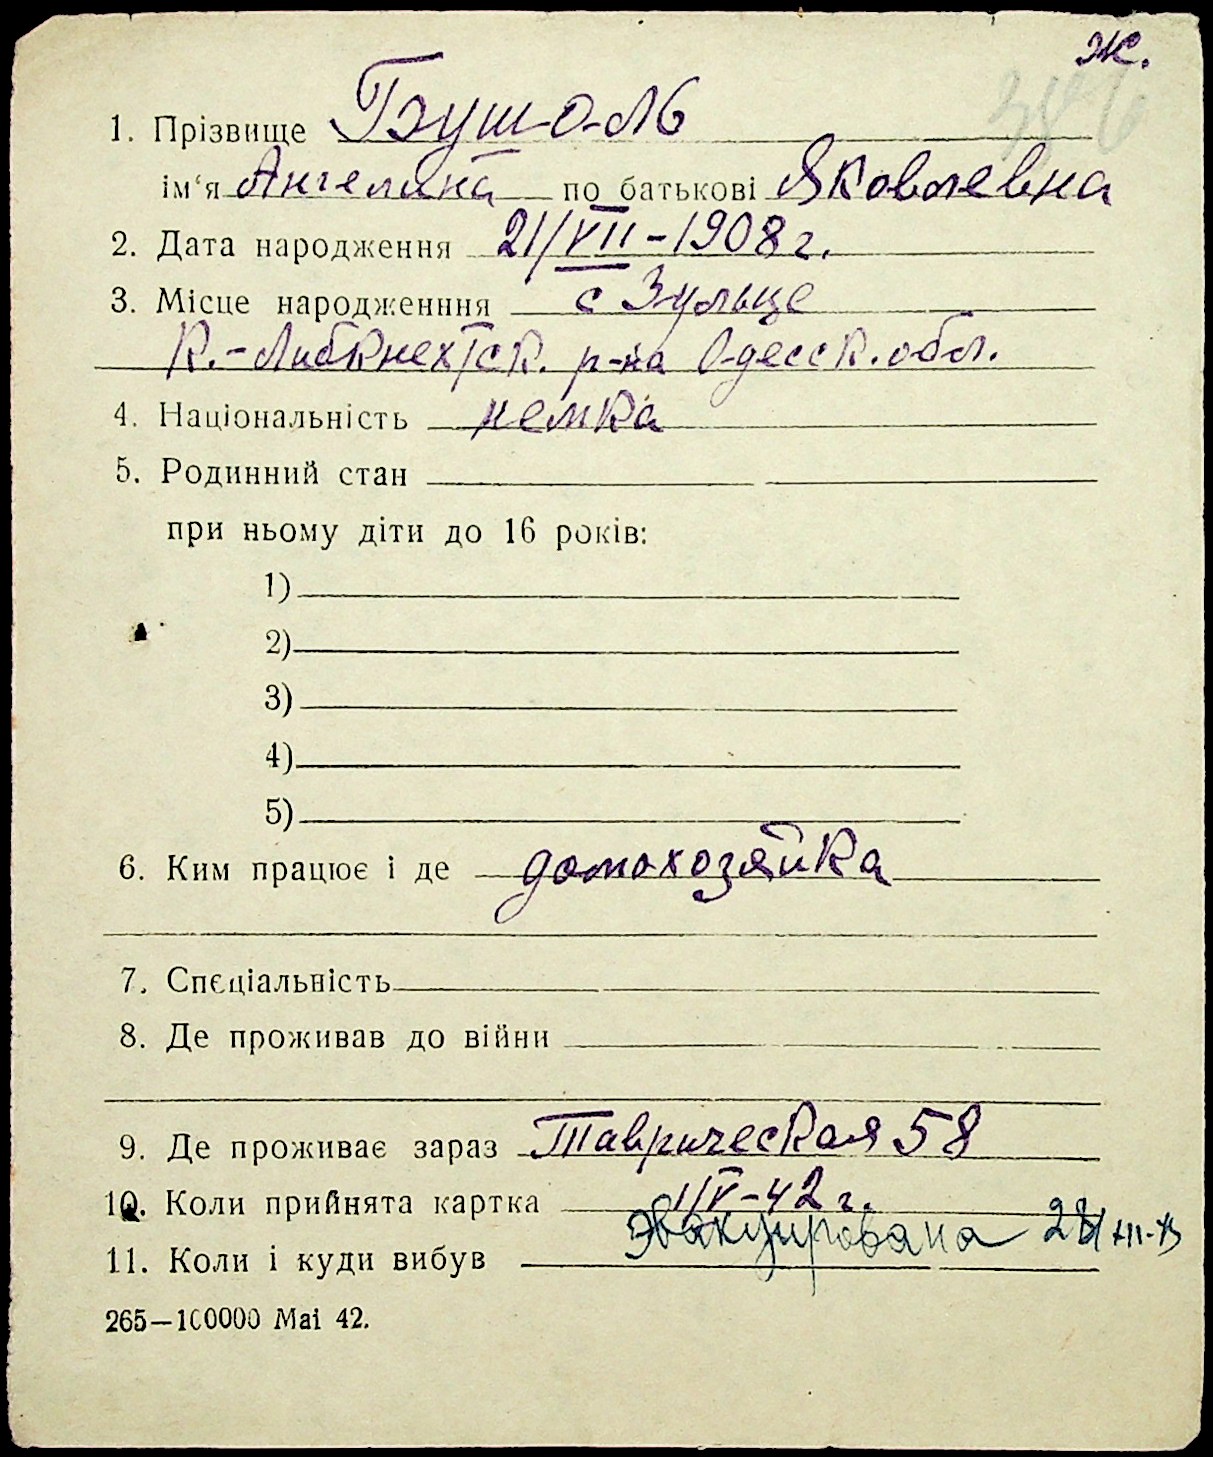 ж.
1. Прізвище Бушоль
ім‘я Ангелина по батькові Яковлевна
2. Дата народження 21/VII-1908 г.
3. Місце народженння с Зульце
К.-Либкнехтск. р-на Одесск. обл.
4. Національність немка
5. Родинний стан
при ньому діти до 16 років:
1)
2)
3)
4)
5)
6. Ким працює і де домохозяйка
7. Спеціальність
8. Де проживав до війни
9. Де проживає зараз Таврическая 58
10. Коли прийнята картка 1/V-42 г.
11. Коли і куди вибув эвакуирована
265—100000 Mai 42.